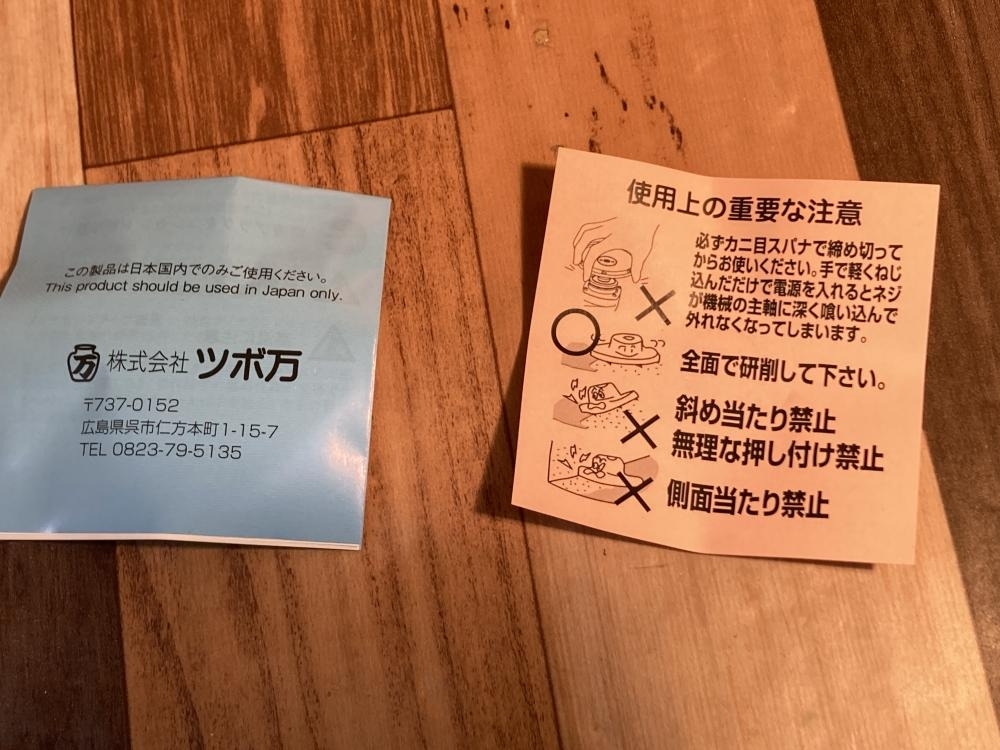 この製品は日本国内でのみご使用ください。
This product should be used in Japan only.
万 株式会社 ツボ万
〒737-0152
広島県呉市仁方本町1-15-7
TEL 0823-79-5135
使用上の重要な注意
必ずカニ目スパナで締め切って
からお使いください。手で軽くねじ
込んだだけで電源を入れるとネジ
が機械の主軸に深く喰い込んで
外れなくなってしまいます。
全面で研削して下さい。
斜め当たり禁止
無理な押し付け禁止
側面当たり禁止